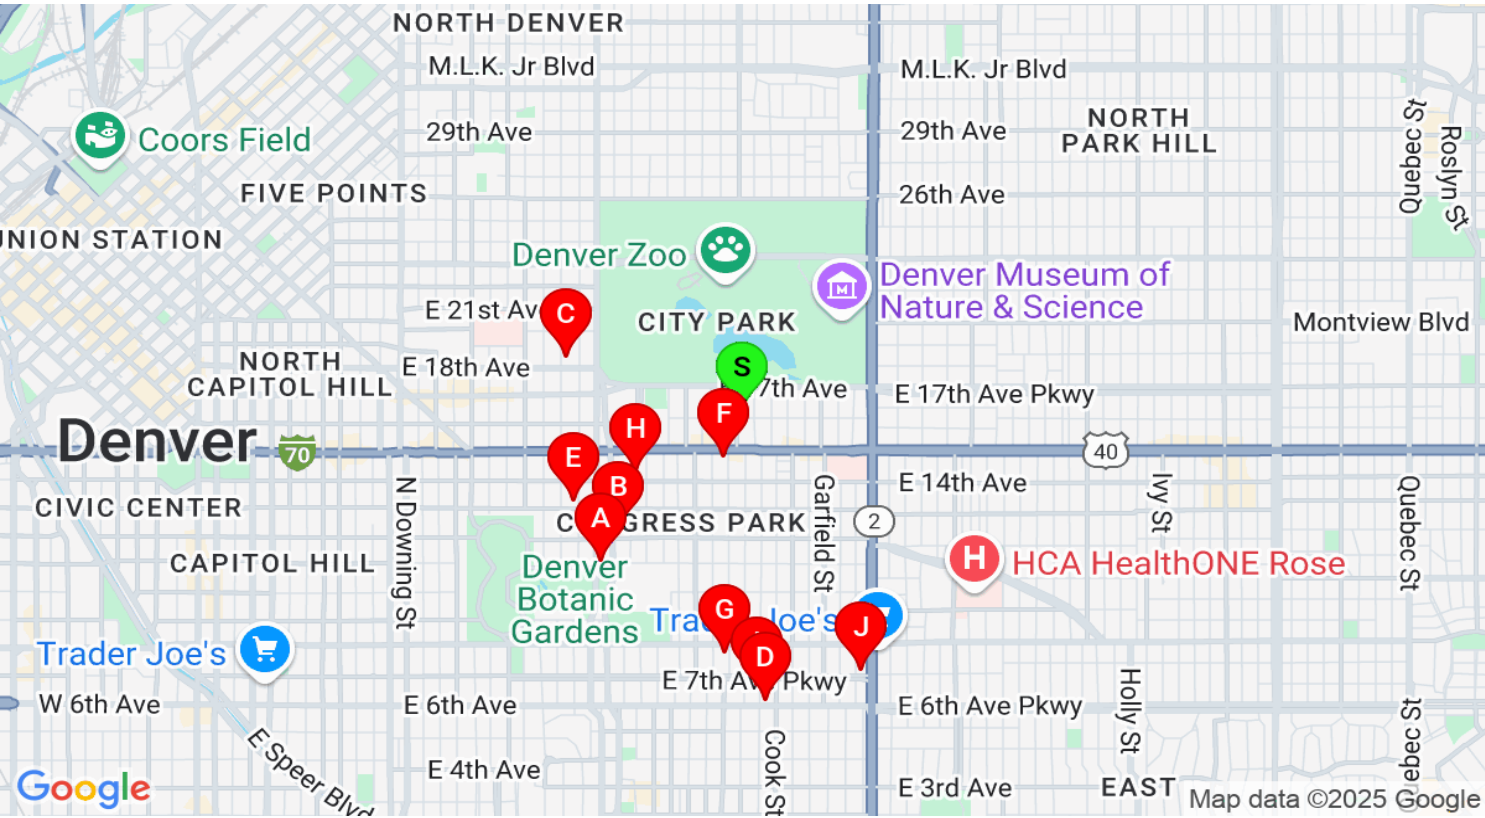 NORTH DENVER
M.L.K. Jr Blvd
M.L.K. Jr Blvd
Coors Field
29th Ave
29th Ave
NORTH
PARK HILL
Quebec St
Roslyn St
FIVE POINTS
26th Ave
UNION STATION
Denver Zoo
Denver Museum of
Nature & Science
M
E 21st Av
C
CITY PARK
Montview Blvd
NORTH
CAPITOL HILL
E 18th Ave
S
7th Ave
E 17th Ave Pkwy
F
H
Denver
70
E
40
B
E 14th Ave
N Downing St
Garfield St
Ivy St
Quebec St
CIVIC CENTER
A
GRESS PARK
2
CAPITOL HILL
Denver
Botanic
Gardens
H
HCA HealthONE Rose
G
Joe's
J
Trader Joe's
D
E 7th Av Pkwy
W 6th Ave
E 6th Ave
E 6th Ave Pkwy
Holly St
Quebec St
E Speer Blvd
Cook St
E 4th Ave
E 3rd Ave
EAST
Google
Map data ©2025 Google